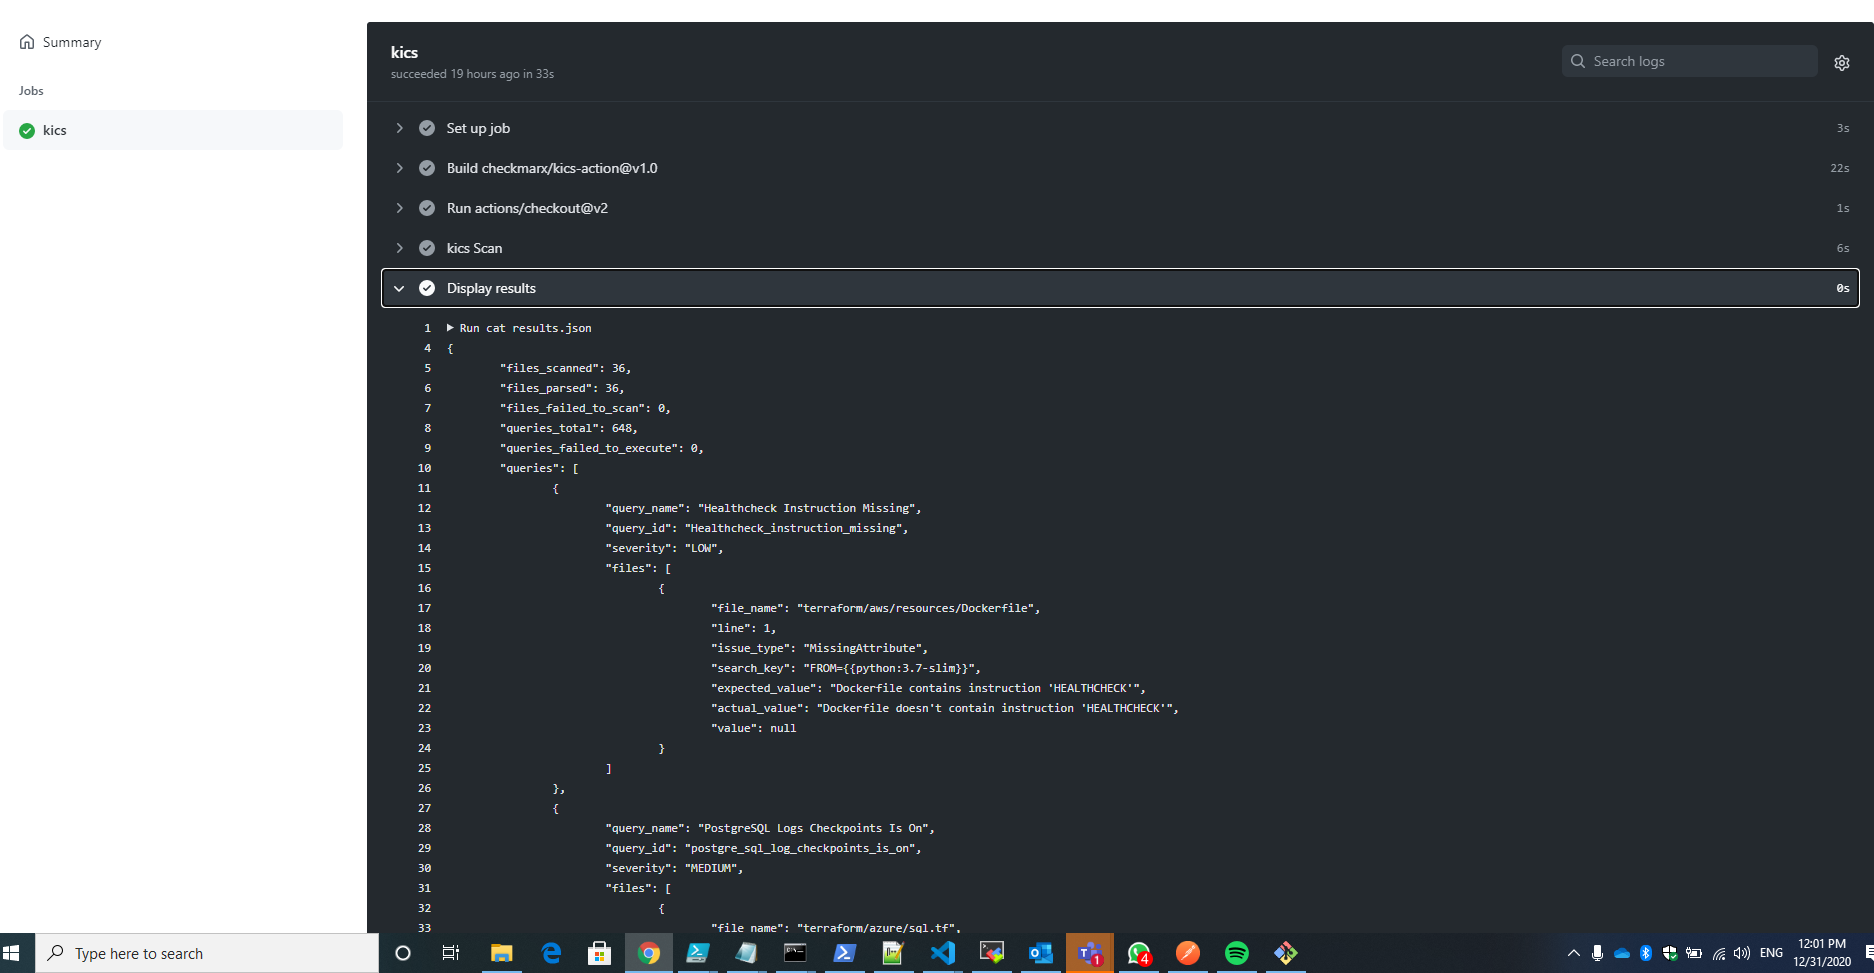 Summary
Jobs
kics
kics
succeeded 19 hours ago in 33s
Search logs
Set up job 3s
Build checkmarx/kics-action@v1.0 22s
Run actions/checkout@v2 1s
kics Scan 6s
Display results 0s
1 Run cat results.json
4 {
5 "files_scanned": 36,
6 "files_parsed": 36,
7 "files_failed_to_scan": 0,
8 "queries_total": 648,
9 "queries_failed_to_execute": 0,
10 "queries": [
11 {
12 "query_name": "Healthcheck Instruction Missing",
13 "query_id": "Healthcheck_instruction_missing",
14 "severity": "LOW",
15 "files": [
16 {
17 "file_name": "terraform/aws/resources/Dockerfile",
18 "line": 1,
19 "issue_type": "MissingAttribute",
20 "search_key": "FROM={{python:3.7-slim}}",
21 "expected_value": "Dockerfile contains instruction 'HEALTHCHECK'",
22 "actual_value": "Dockerfile doesn't contain instruction 'HEALTHCHECK'",
23 "value": null
24 }
25 ]
26 },
27 {
28 "query_name": "PostgreSQL Logs Checkpoints Is On",
29 "query_id": "postgre_sql_log_checkpoints_is_on",
30 "severity": "MEDIUM",
31 "files": [
32 {
33 "file_name": "terraform/azure/sql.tf",
Type here to search
1
4
ENG
12:01 PM
12/31/2020